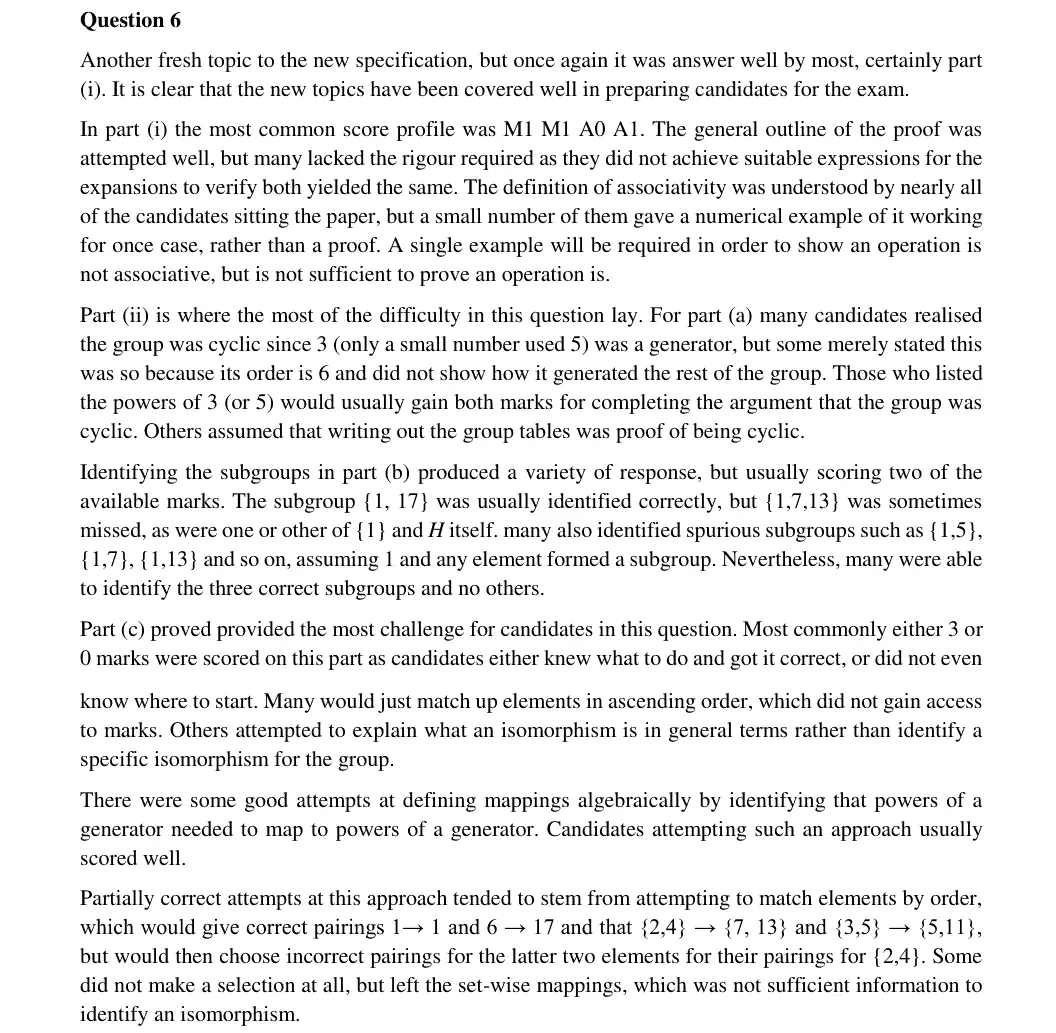 Question 6
Another fresh topic to the new specification, but once again it was answer well by most, certainly part
(i). It is clear that the new topics have been covered well in preparing candidates for the exam.
In part (i) the most common score profile was M1 M1 A0 A1. The general outline of the proof was
attempted well, but many lacked the rigour required as they did not achieve suitable expressions for the
expansions to verify both yielded the same. The definition of associativity was understood by nearly all
of the candidates sitting the paper, but a small number of them gave a numerical example of it working
for once case, rather than a proof. A single example will be required in order to show an operation is
not associative, but is not sufficient to prove an operation is.
Part (ii) is where the most of the difficulty in this question lay. For part (a) many candidates realised
the group was cyclic since 3 (only a small number used 5) was a generator, but some merely stated this
was so because its order is 6 and did not show how it generated the rest of the group. Those who listed
the powers of 3 (or 5) would usually gain both marks for completing the argument that the group was
cyclic. Others assumed that writing out the group tables was proof of being cyclic.
Identifying the subgroups in part (b) produced a variety of response, but usually scoring two of the
available marks. The subgroup {1, 17} was usually identified correctly, but {1,7,13} was sometimes
missed, as were one or other of {1} and H itself. many also identified spurious subgroups such as {1,5},
{1,7}, {1,13} and so on, assuming 1 and any element formed a subgroup. Nevertheless, many were able
to identify the three correct subgroups and no others.
Part (c) proved provided the most challenge for candidates in this question. Most commonly either 3 or
0 marks were scored on this part as candidates either knew what to do and got it correct, or did not even
know where to start. Many would just match up elements in ascending order, which did not gain access
to marks. Others attempted to explain what an isomorphism is in general terms rather than identify a
specific isomorphism for the group.
There were some good attempts at defining mappings algebraically by identifying that powers of a
generator needed to map to powers of a generator. Candidates attempting such an approach usually
scored well.
Partially correct attempts at this approach tended to stem from attempting to match elements by order,
which would give correct pairings 1→ 1 and 6 → 17 and that {2,4} → {7, 13} and {3,5} → {5,11},
but would then choose incorrect pairings for the latter two elements for their pairings for {2,4}. Some
did not make a selection at all, but left the set-wise mappings, which was not sufficient information to
identify an isomorphism.